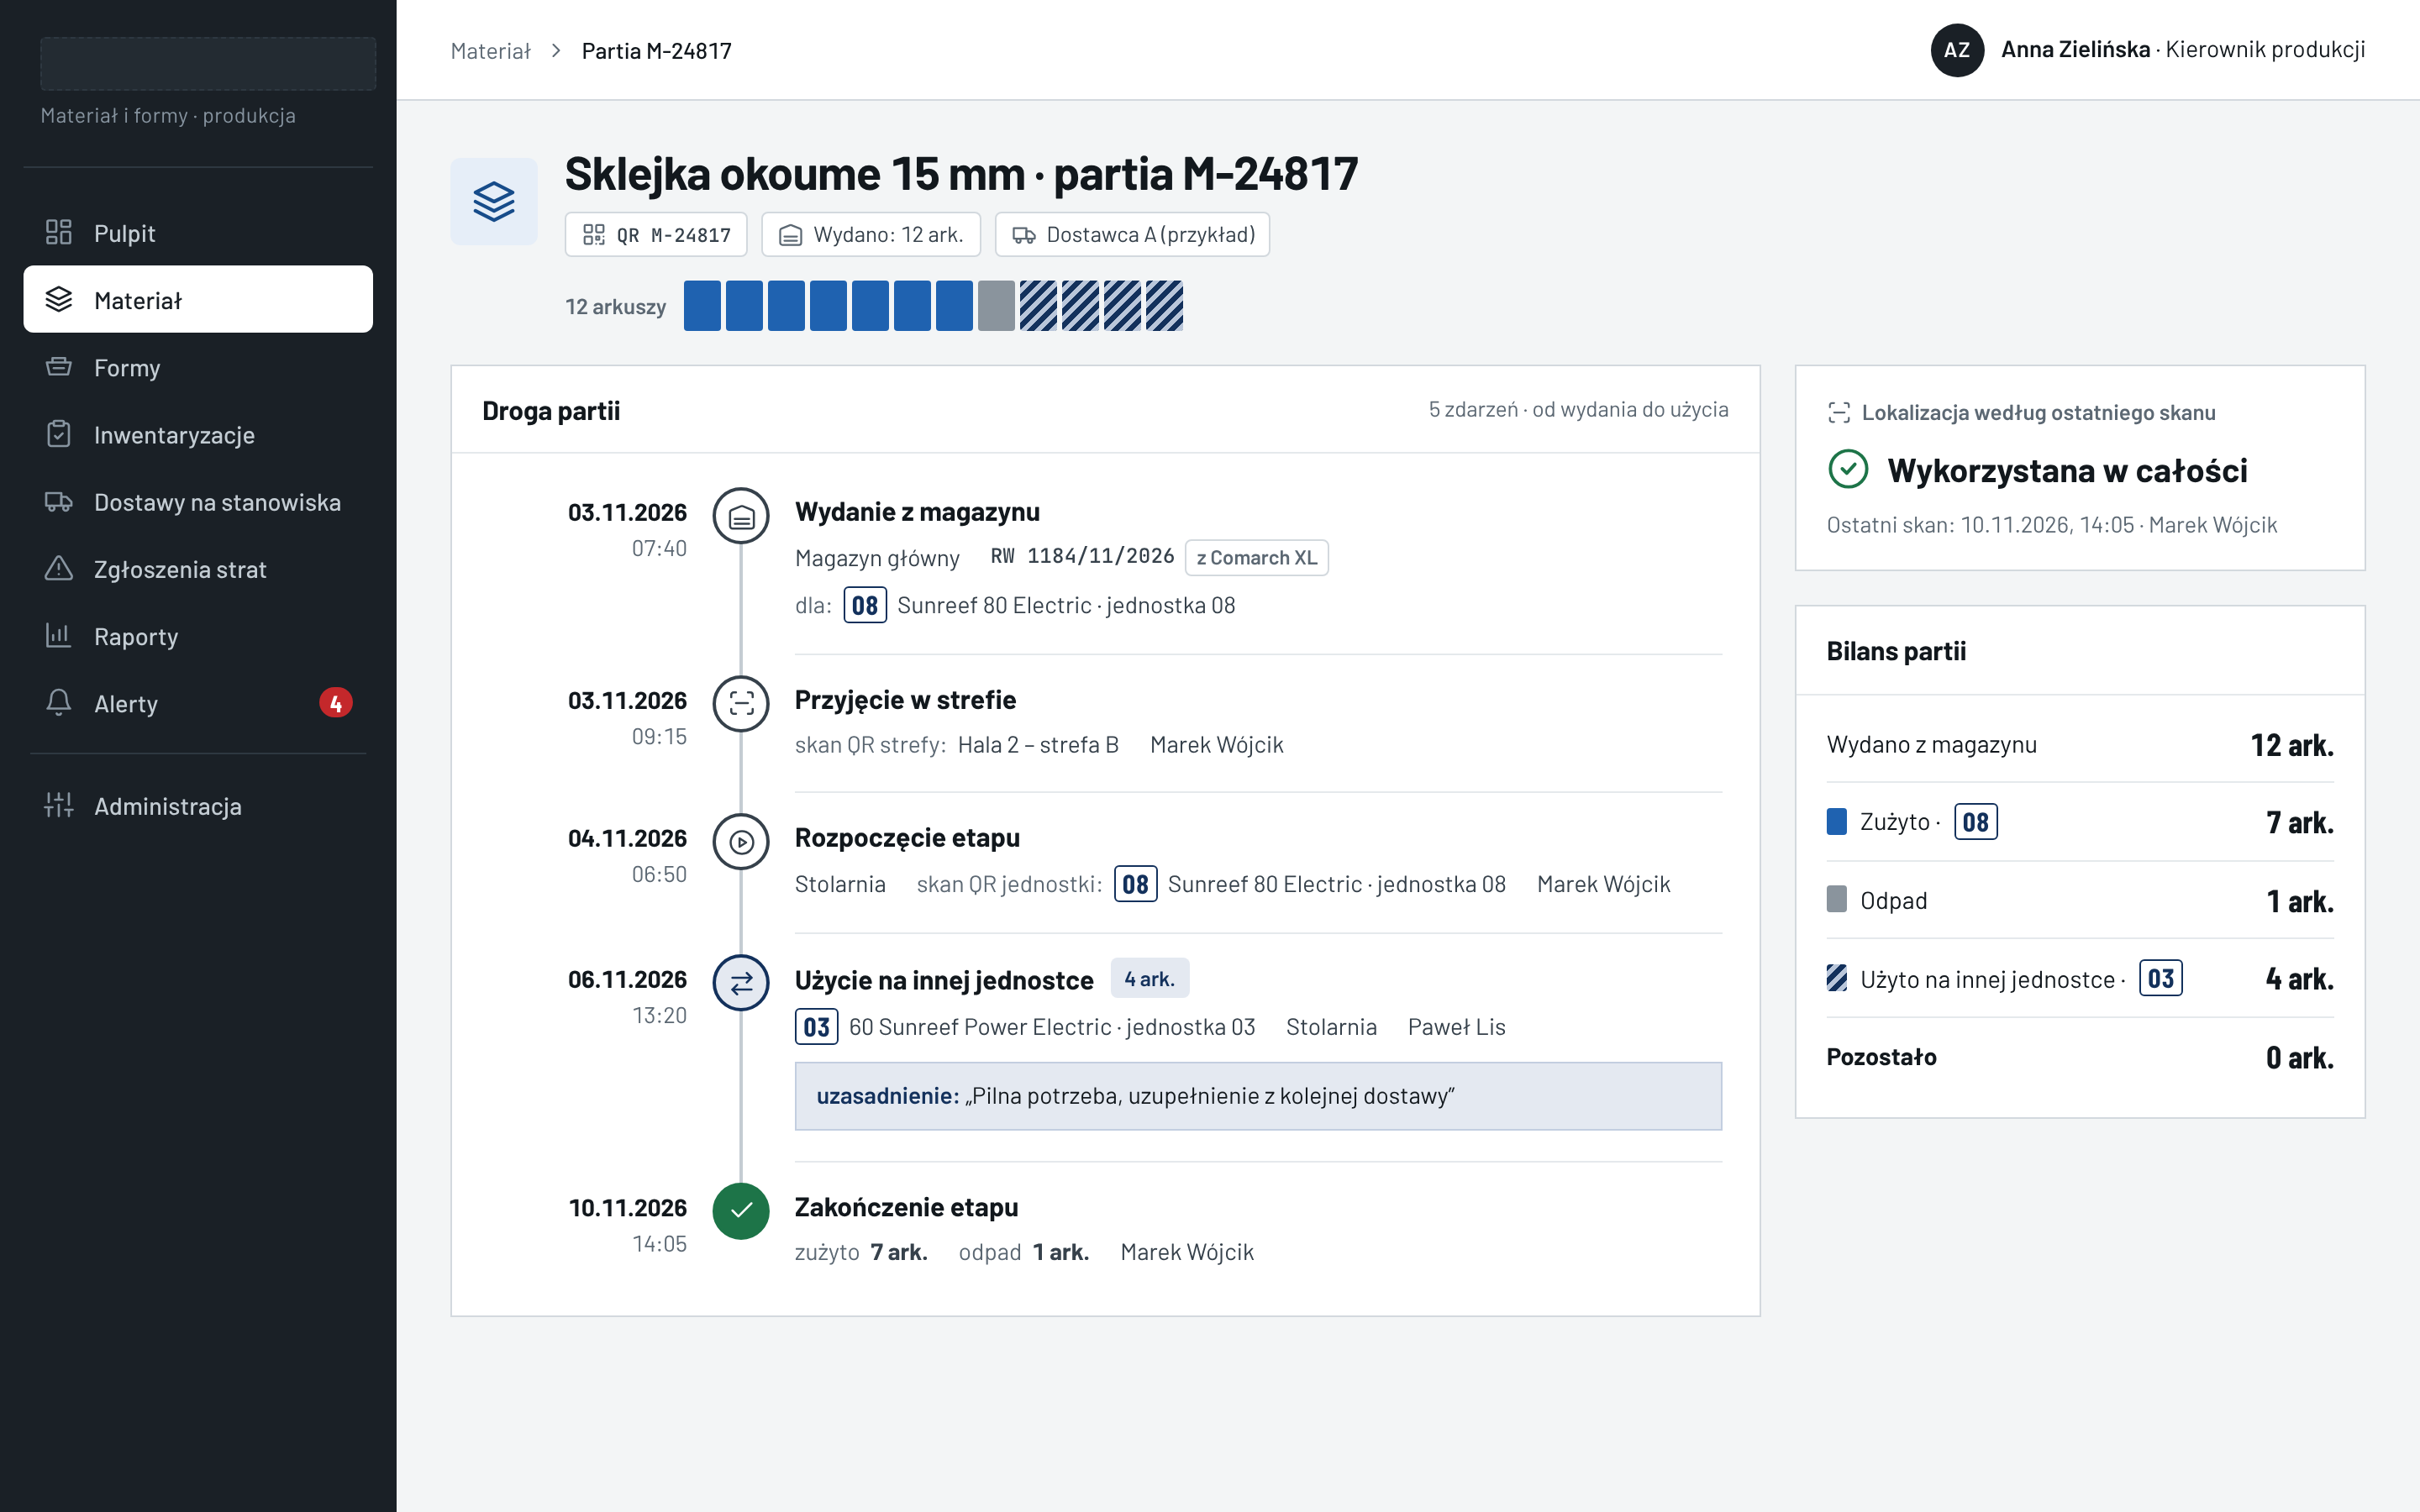 Materiał i formy · produkcja
Pulpit
Materiał
Formy
Inwentaryzacje
Dostawy na stanowiska
Zgłoszenia strat
Raporty
Alerty 4
Administracja
Materiał > Partia M-24817
AZ Anna Zielińska · Kierownik produkcji
Sklejka okoume 15 mm · partia M-24817
QR M-24817 Wydano: 12 ark. Dostawca A (przykład)
12 arkuszy
Droga partii 5 zdarzeń · od wydania do użycia
03.11.2026 Wydanie z magazynu
07:40 Magazyn główny RW 1184/11/2026 z Comarch XL
dla: 08 Sunreef 80 Electric · jednostka 08
03.11.2026 Przyjęcie w strefie
09:15 skan QR strefy: Hala 2 – strefa B Marek Wójcik
04.11.2026 Rozpoczęcie etapu
06:50 Stolarnia skan QR jednostki: 08 Sunreef 80 Electric · jednostka 08 Marek Wójcik
06.11.2026 Użycie na innej jednostce 4 ark.
13:20 03 60 Sunreef Power Electric · jednostka 03 Stolarnia Paweł Lis
uzasadnienie: „Pilna potrzeba, uzupełnienie z kolejnej dostawy”
10.11.2026 Zakończenie etapu
14:05 zużyto 7 ark. odpad 1 ark. Marek Wójcik
Lokalizacja według ostatniego skanu
Wykorzystana w całości
Ostatni skan: 10.11.2026, 14:05 · Marek Wójcik
Bilans partii
Wydano z magazynu 12 ark.
Zużyto · 08 7 ark.
Odpad 1 ark.
Użyto na innej jednostce · 03 4 ark.
Pozostało 0 ark.